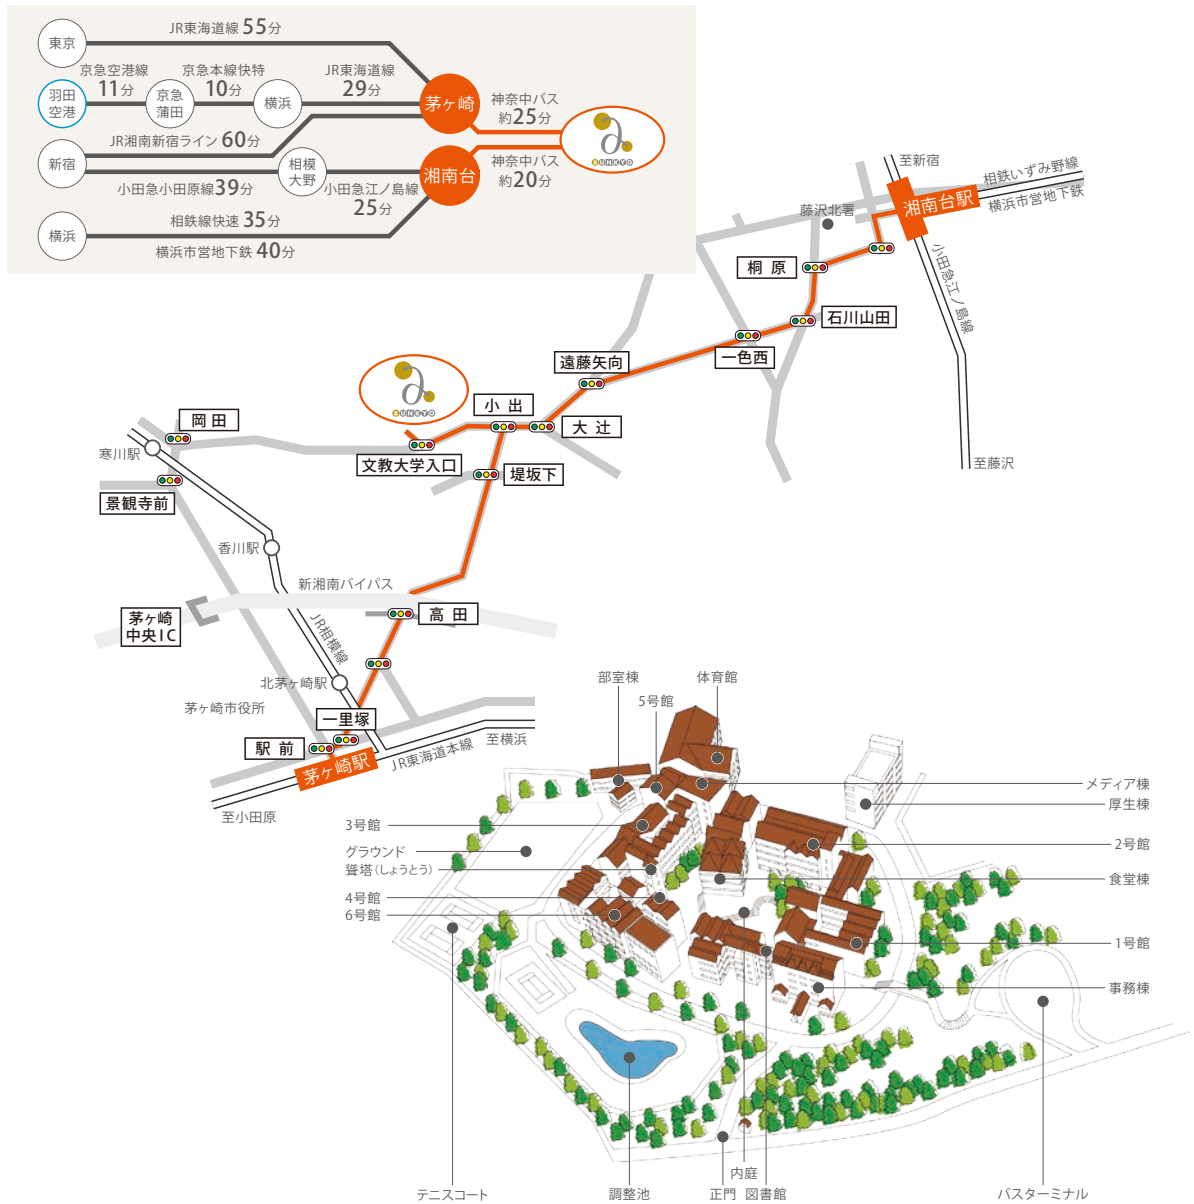 東京
JR東海道線 55分
羽田
空港
京急空港線
11分
京急
蒲田
京急本線快特
10分
横浜
JR東海道線
29分
茅ヶ崎
神奈中バス
約25分
BUNKYO
新宿
JR湘南新宿ライン 60分
小田急小田原線39分
相模
大野
小田急江ノ島線
25分
湘南台
神奈中バス
約20分
横浜
相鉄線快速 35分
横浜市営地下鉄 40分
至新宿
相鉄いずみ野線
横浜市営地下鉄
湘南台駅
藤沢北署
桐原
小田急江ノ島線
石川山田
一色西
遠藤矢向
BUNKYO
小出
大辻
岡田
寒川駅
文教大学入口
堤坂下
至藤沢
景観寺前
香川駅
新湘南バイパス
茅ヶ崎
中央IC
高田
JR相模線
北茅ヶ崎駅
茅ヶ崎市役所
一里塚
駅前
茅ヶ崎駅
JR東海道本線
至横浜
至小田原
部室棟
体育館
5号館
メディア棟
厚生棟
3号館
2号館
グラウンド
聳塔(しょうとう)
食堂棟
4号館
6号館
1号館
事務棟
内庭
テニスコート
調整池
正門
図書館
バスターミナル